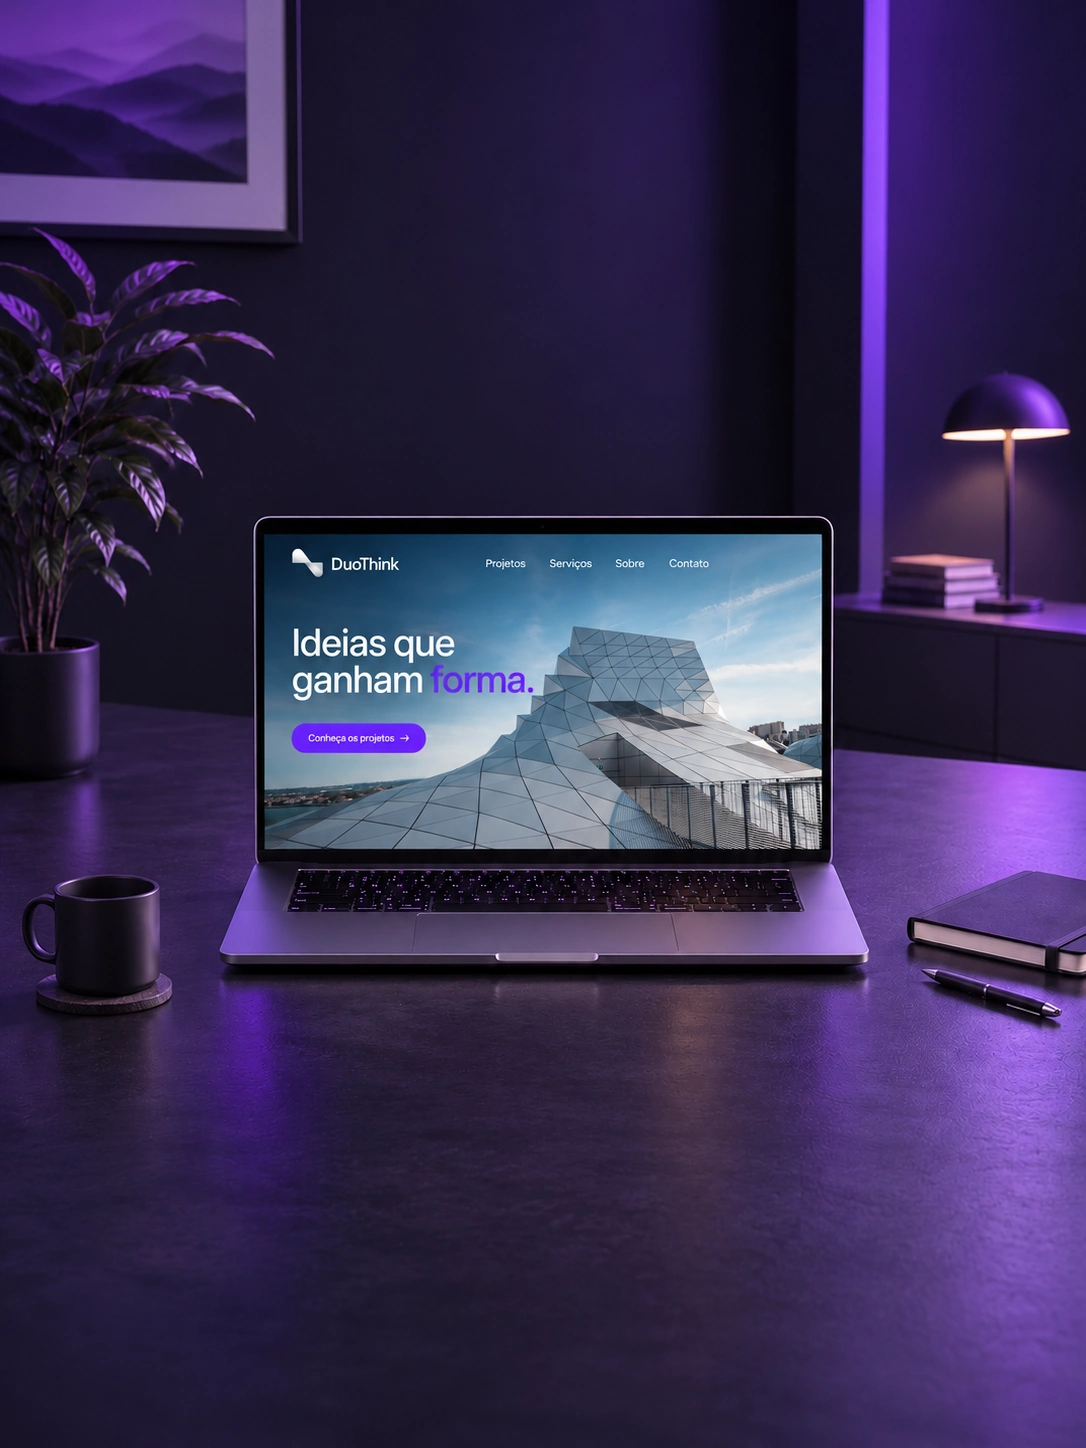 DuoThink
Projetos
Serviços
Sobre
Contato
Ideias que
ganham forma.
Conheça os projetos →